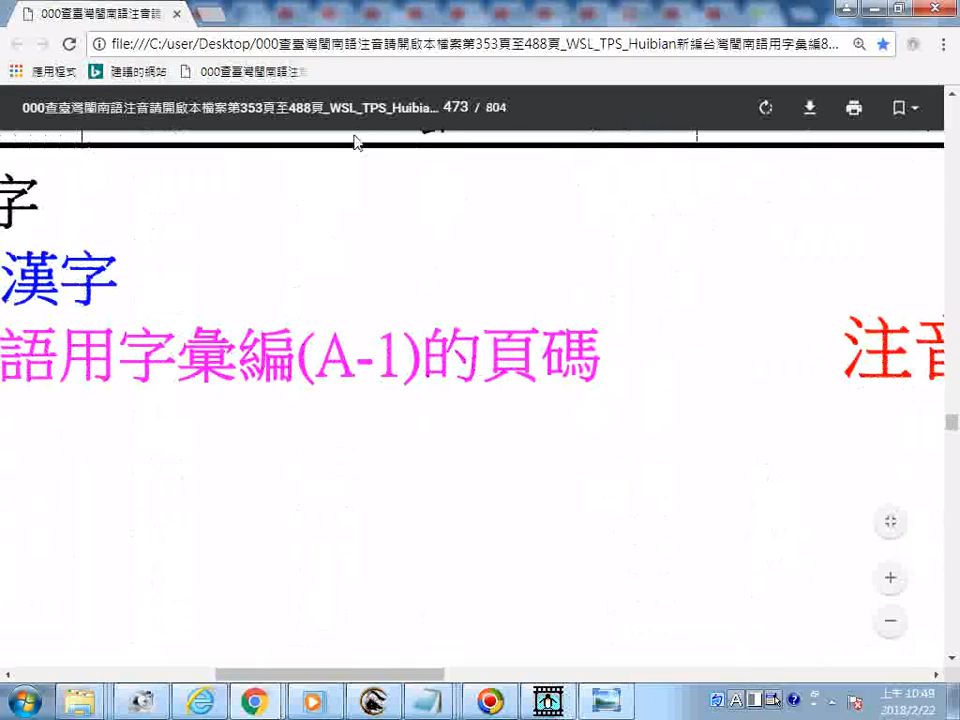 000查臺灣閩南語注音請
file:///C:/user/Desktop/000查臺灣閩南語注音請開啟本檔案第353頁至488頁_WSL_TPS_Huibian新編台灣閩南語用字彙編8...
應用程式 建議的網站 000查臺灣閩南語注
000查臺灣閩南語注音請開啟本檔案第353頁至488頁_WSL_TPS_Huibia... 473 / 804
字
漢字
語用字彙編(A-1)的頁碼
注音
上午 10:49
2018/2/22